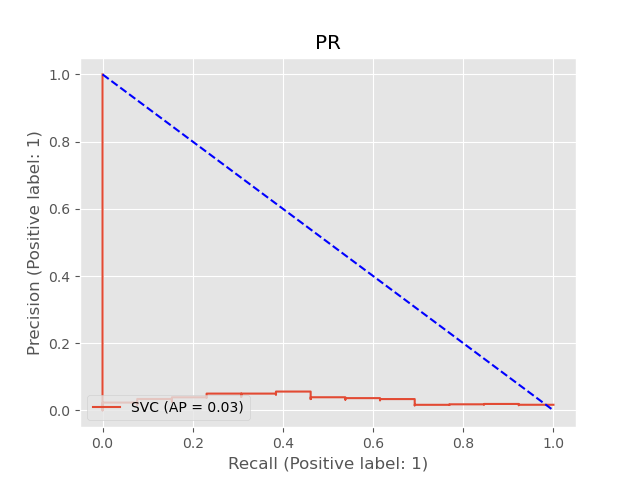 PR
Precision (Positive label: 1)
1.0
0.8
0.6
0.4
0.2
0.0
SVC (AP = 0.03)
0.0 0.2 0.4 0.6 0.8 1.0
Recall (Positive label: 1)